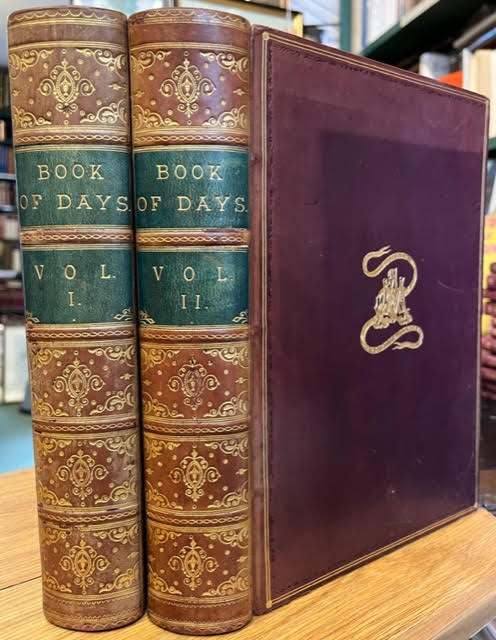 BOOK
OF DAYS.
VOL.
I.
BOOK
OF DAYS.
VOL.
II.